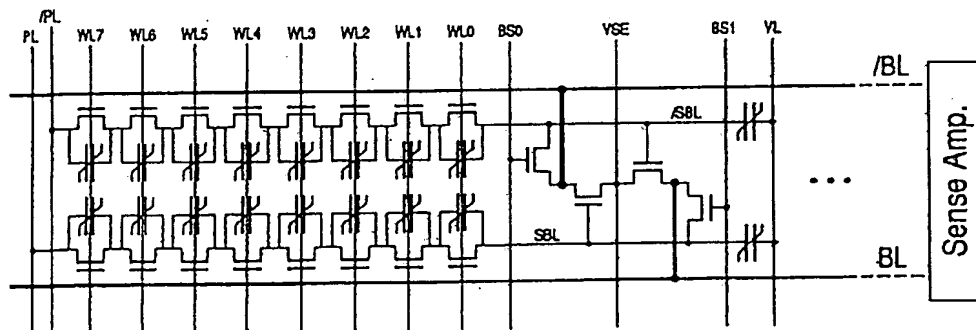 /PL
PL WL7 WL6 WL5 WL4 WL3 WL2 WL1 WL0 BS0 VSE BS1 VL
/BL
/SBL
Sense Amp.
SBL
BL